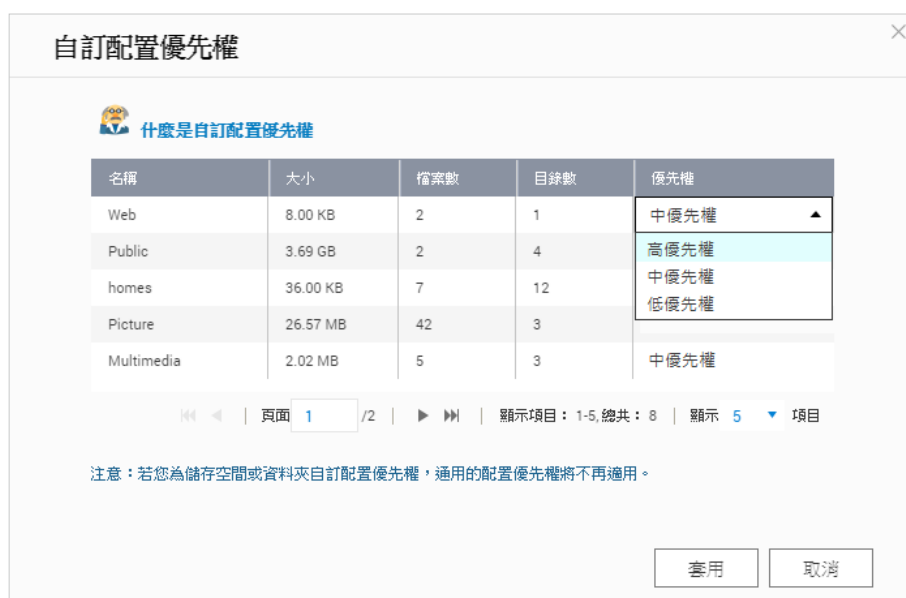 自訂配置優先權
什麼是自訂配置優先權
名稱 大小 檔案數 目錄數 優先權
Web 8.00 KB 2 1 中優先權
Public 3.69 GB 2 4 高優先權
homes 36.00 KB 7 12 中優先權
低優先權
Picture 26.57 MB 42 3
Multimedia 2.02 MB 5 3 中優先權
頁面 1 /2 顯示項目： 1-5,總共： 8 顯示 5 項目
注意：若您為儲存空間或資料夾自訂配置優先權，通用的配置優先權將不再適用。
套用 取消